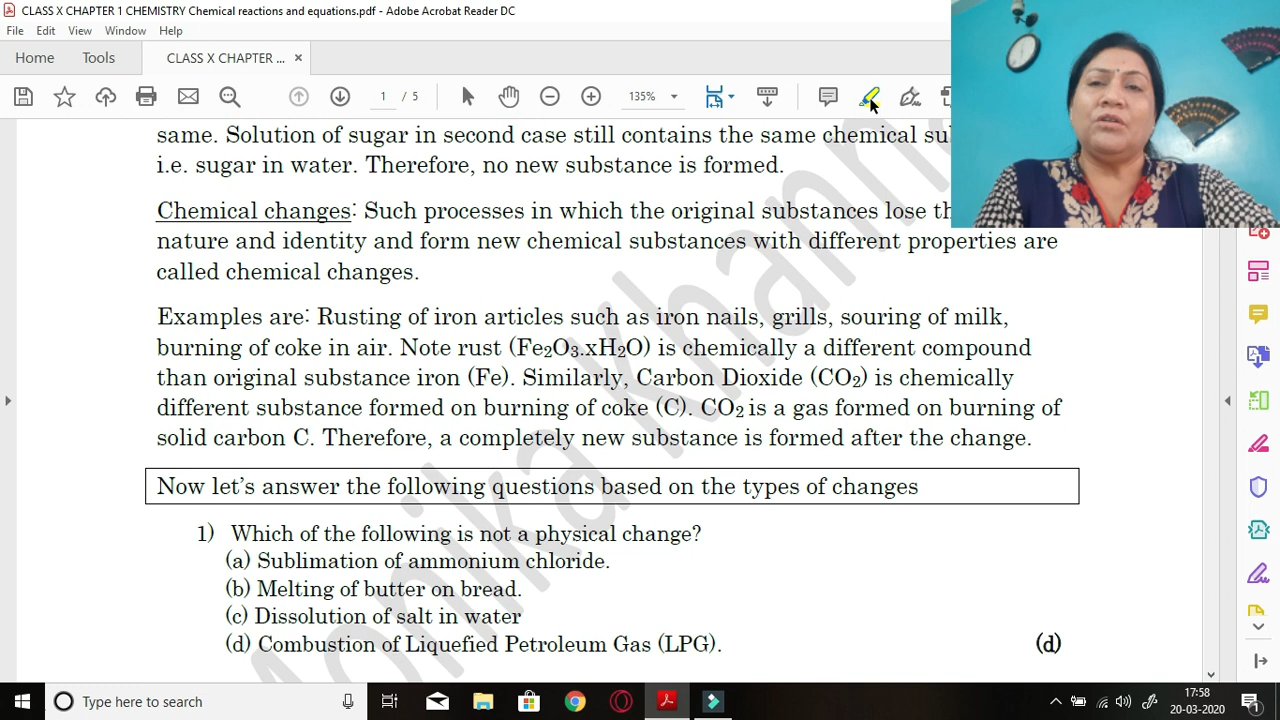 CLASS X CHAPTER 1 CHEMISTRY Chemical reactions and equations.pdf - Adobe Acrobat Reader DC
File Edit View Window Help
Home Tools CLASS X CHAPTER ... ×
1 / 5 135%
same. Solution of sugar in second case still contains the same chemical
i.e. sugar in water. Therefore, no new substance is formed.
Chemical changes: Such processes in which the original substances lose
nature and identity and form new chemical substances with different properties are
called chemical changes.
Examples are: Rusting of iron articles such as iron nails, grills, souring of milk,
burning of coke in air. Note rust (Fe₂O₃.xH₂O) is chemically a different compound
than original substance iron (Fe). Similarly, Carbon Dioxide (CO₂) is chemically
different substance formed on burning of coke (C). CO₂ is a gas formed on burning of
solid carbon C. Therefore, a completely new substance is formed after the change.
Now let's answer the following questions based on the types of changes
1) Which of the following is not a physical change?
(a) Sublimation of ammonium chloride.
(b) Melting of butter on bread.
(c) Dissolution of salt in water
(d) Combustion of Liquefied Petroleum Gas (LPG). (d)
Type here to search
17:58
20-03-2020
1